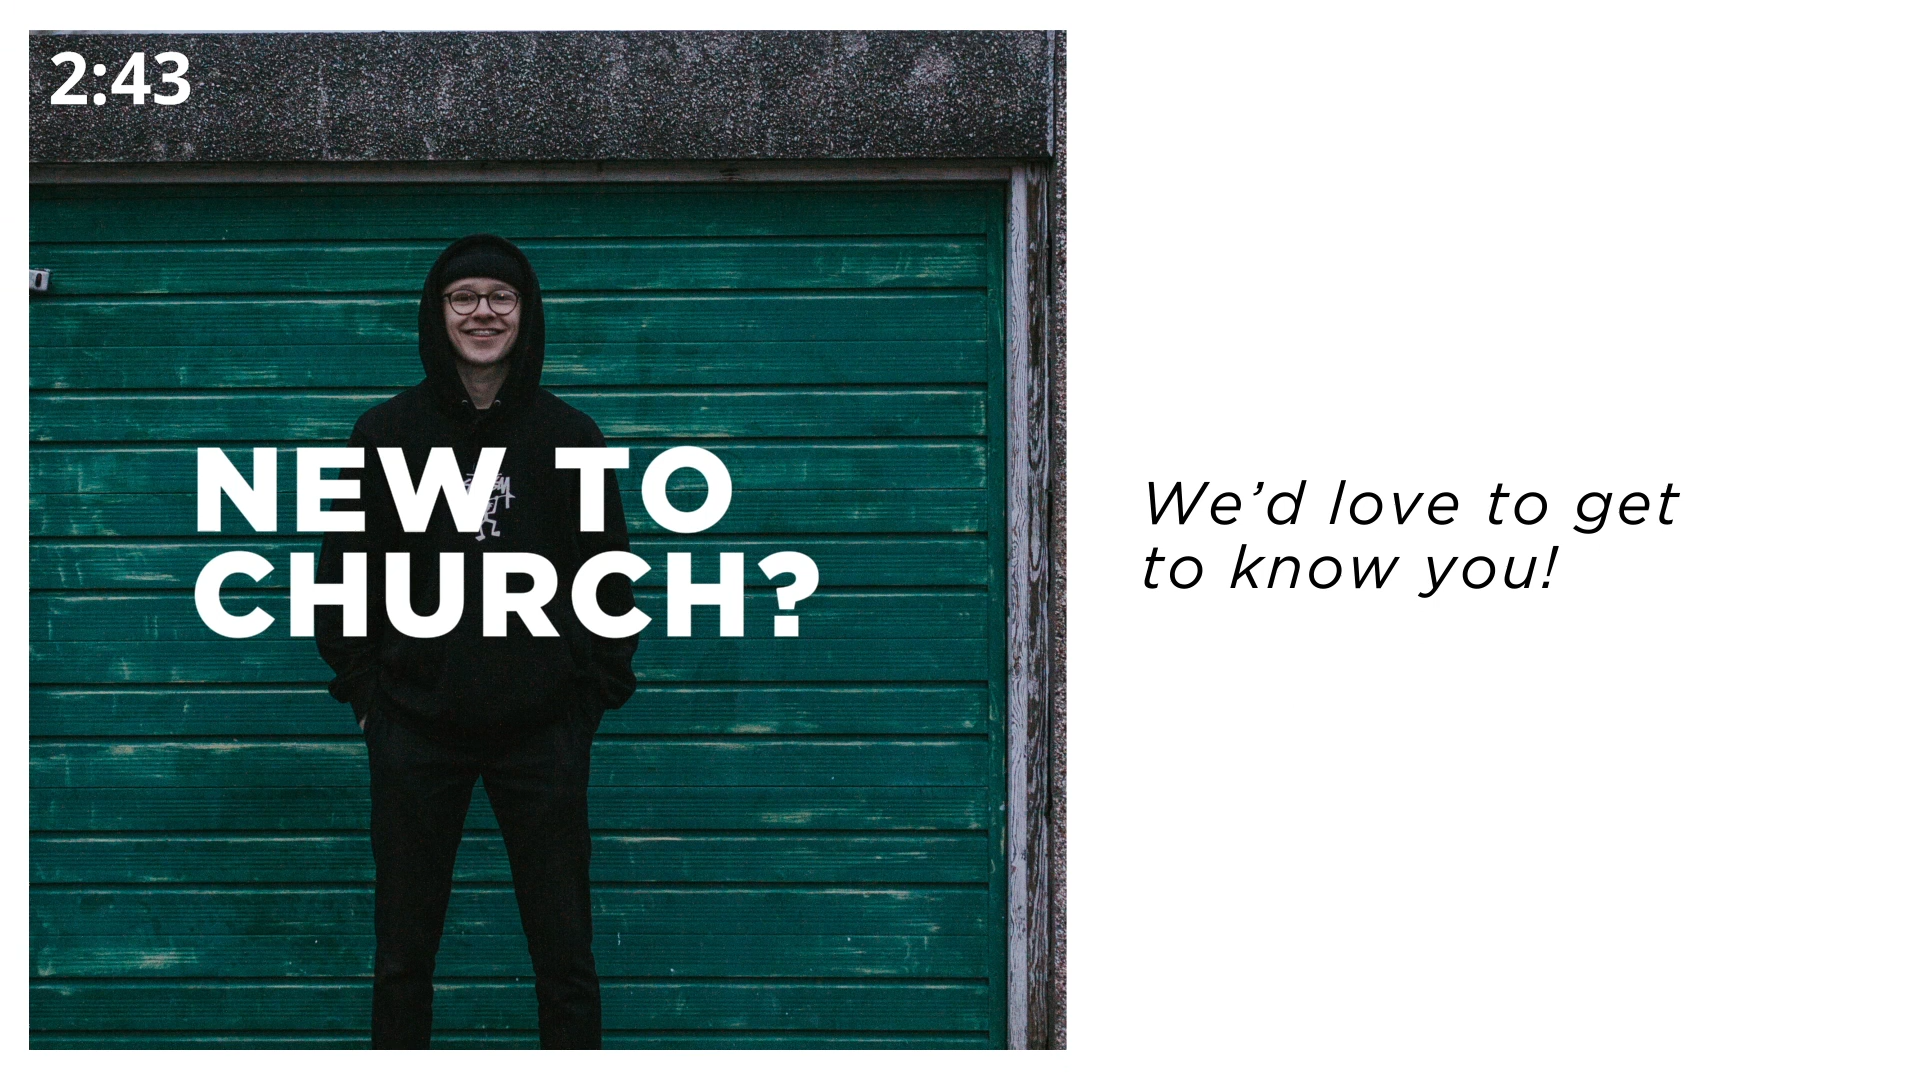 2:43
NEW TO
CHURCH?
We’d love to get
to know you!